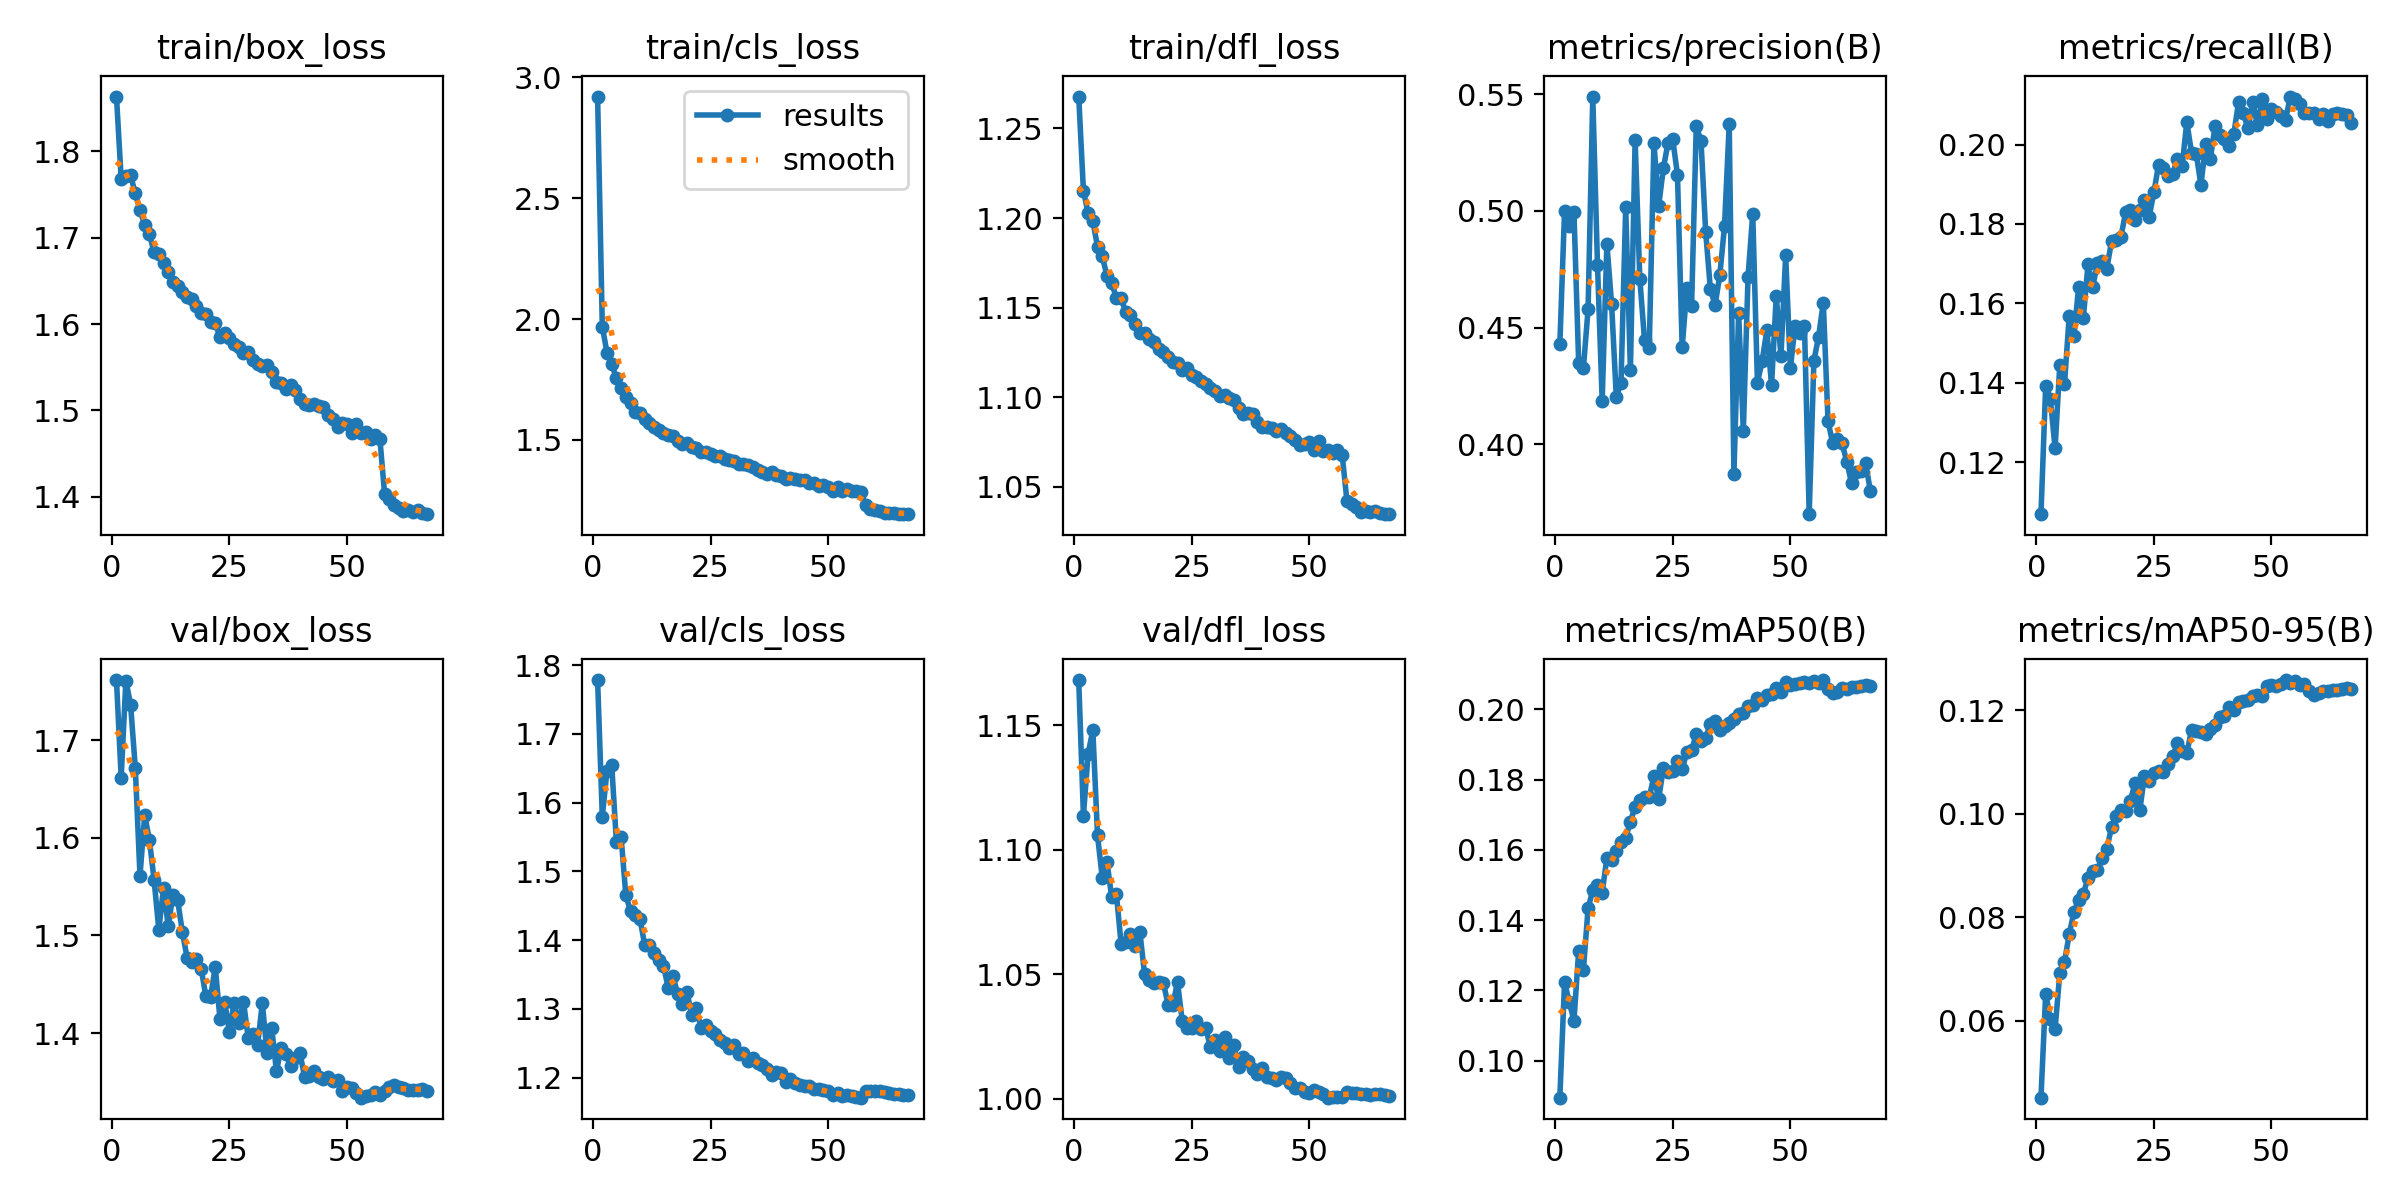 train/box_loss
train/cls_loss
train/dfl_loss
metrics/precision(B)
metrics/recall(B)
1.8
1.7
1.6
1.5
1.4
0 25 50
3.0
2.5
2.0
1.5
results
smooth
0 25 50
1.25
1.20
1.15
1.10
1.05
0 25 50
0.55
0.50
0.45
0.40
0 25 50
0.20
0.18
0.16
0.14
0.12
0 25 50
val/box_loss
val/cls_loss
val/dfl_loss
metrics/mAP50(B)
metrics/mAP50-95(B)
1.7
1.6
1.5
1.4
0 25 50
1.8
1.7
1.6
1.5
1.4
1.3
1.2
0 25 50
1.15
1.10
1.05
1.00
0 25 50
0.20
0.18
0.16
0.14
0.12
0.10
0 25 50
0.12
0.10
0.08
0.06
0 25 50